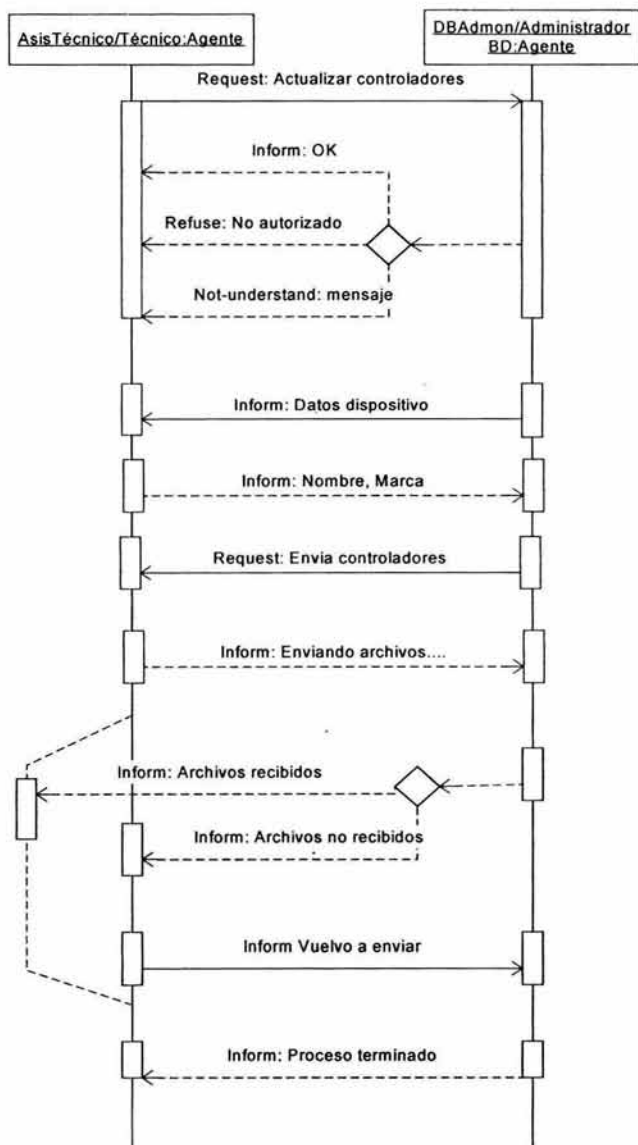 AsisTécnico/Técnico:Agente
DBAdmon/Administrador
BD:Agente
Request: Actualizar controladores
Inform: OK
Refuse: No autorizado
Not-understand: mensaje
Inform: Datos dispositivo
Inform: Nombre, Marca
Request: Envia controladores
Inform: Enviando archivos....
Inform: Archivos recibidos
Inform: Archivos no recibidos
Inform Vuelvo a enviar
Inform: Proceso terminado